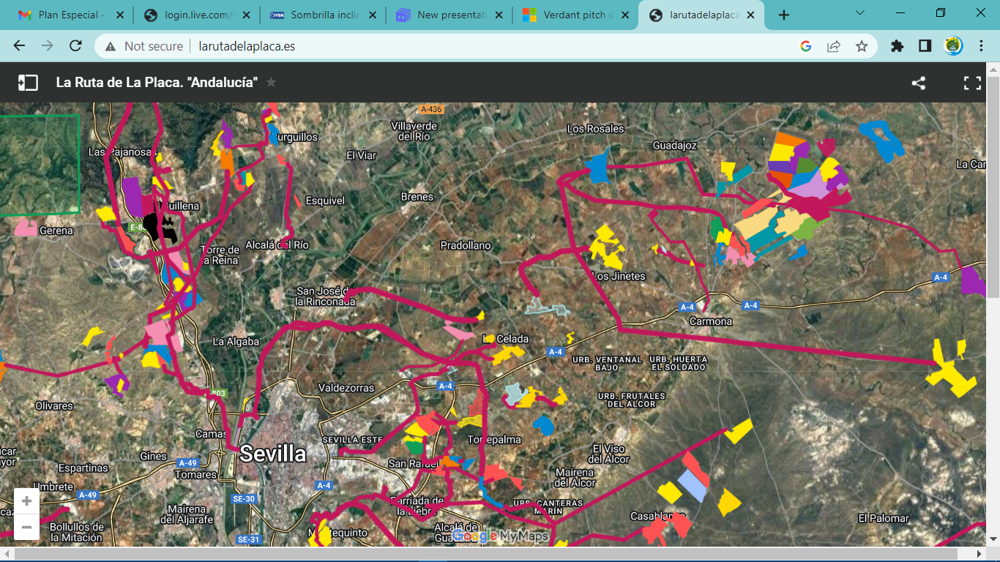 Plan Especial -
login.live.com/
Sombrilla inclin
New presentat
Verdant pitch
larutadelaplaca
Not secure
larutadelaplaca.es
La Ruta de La Placa. "Andalucía"
A-436
Villaverde
del Río
Los Rosales
urguillos
Guadajoz
Las Pajanosas
El Viar
La Car
Esquivel
Brenes
Guillena
E-8
Gerena
Alcalá del Río
Pradollano
Torre de
la Reina
Los Jinetes
A-4
San José de
la Rinconada
A-4
A-4
Carmona
La Algaba
La Celada
A-4
URB. VENTANAL
BAJO
URB. HUERTA
EL SOLDADO
Valdezorras
A-4
803
URB. FRUTALES
DEL ALCOR
Olivares
Camas
SEVILLA ESTE
Torrepalma
Sevilla
El Viso
del Alcor
Gines
Espartinas
A-49
Tomares
San Rafael
Mairena
del Alcor
Umbrete
A-49
A-4
SE-30
Barriada de
la Liebre
URB. CANTERAS
MARÍN
Mairena
del Aljarafe
Casablanca
El Palomar
Bollullos de
la Mitación
Montequinto
Alcalá de
Guadaíra
SE-31
Google My Maps